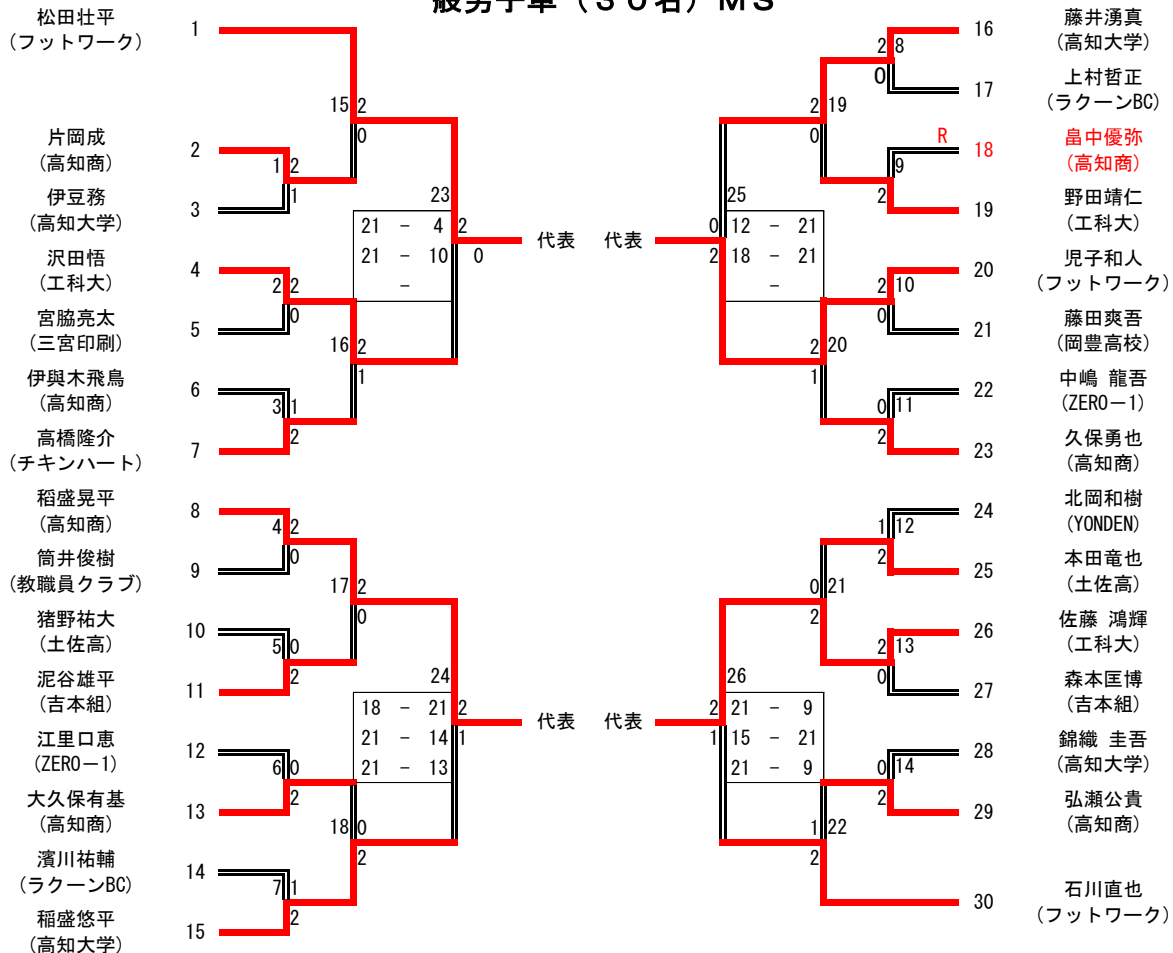 般男子単（３０名）ＭＳ
松田壮平
(フットワーク)
1
片岡成
(高知商)
2
伊豆務
(高知大学)
3
沢田悟
(工科大)
4
宮脇亮太
(三宮印刷)
5
伊與木飛鳥
(高知商)
6
高橋隆介
(チキンハート)
7
稲盛晃平
(高知商)
8
筒井俊樹
(教職員クラブ)
9
猪野祐大
(土佐高)
10
泥谷雄平
(吉本組)
11
江里口恵
(ZERO－1)
12
大久保有基
(高知商)
13
濱川祐輔
(ラクーンBC)
14
稲盛悠平
(高知大学)
15
1 2
1
2 2
0
3 1
2
4 2
0
5 0
2
6 0
2
7 1
2
15 2
0
16 2
1
17 2
0
18 0
2
23
21 － 4
21 － 10
－
2
0
代表
24
18 － 21
21 － 14
21 － 13
2
1
代表
藤井湧真
(高知大学)
16
上村哲正
(ラクーンBC)
17
畠中優弥
(高知商)
18
R
野田靖仁
(工科大)
19
児子和人
(フットワーク)
20
藤田爽吾
(岡豊高校)
21
中嶋 龍吾
(ZERO－1)
22
久保勇也
(高知商)
23
北岡和樹
(YONDEN)
24
本田竜也
(土佐高)
25
佐藤 鴻輝
(工科大)
26
森本匡博
(吉本組)
27
錦織 圭吾
(高知大学)
28
弘瀬公貴
(高知商)
29
石川直也
(フットワーク)
30
2 8
0
9
2
2 10
0
0 11
2
1 12
2
2 13
0
0 14
2
2 19
0
2 20
1
0 21
2
1 22
2
25
12 － 21
18 － 21
－
0
2
代表
26
21 － 9
15 － 21
21 － 9
2
1
代表